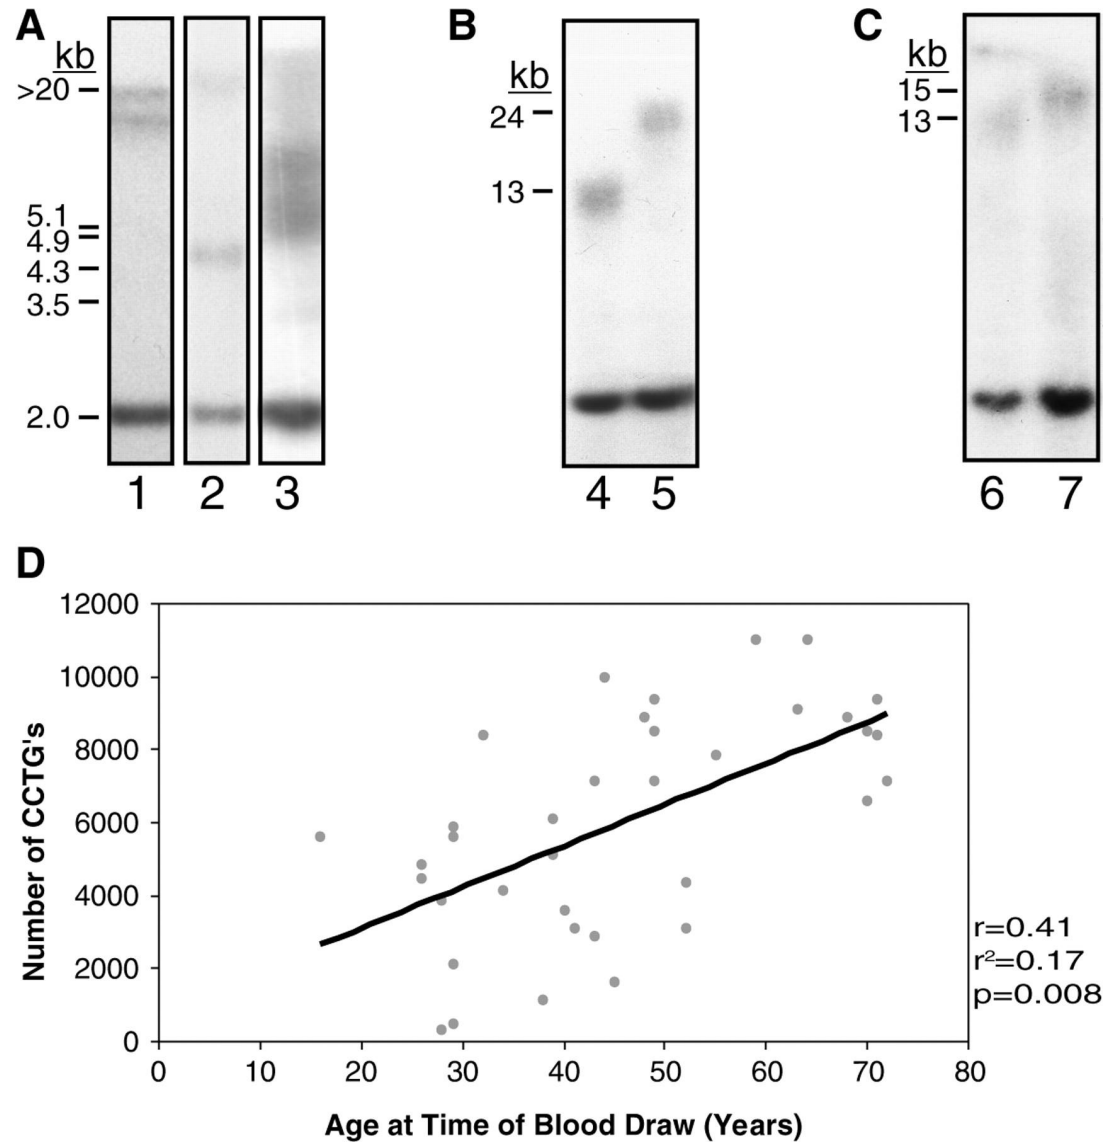 A
kb
>20
5.1
4.9
4.3
3.5
2.0
1 2 3
B
kb
24
13
4 5
C
kb
15
13
6 7
D
12000
10000
8000
6000
4000
2000
0
Number of CCTG's
r=0.41
r²=0.17
p=0.008
0 10 20 30 40 50 60 70 80
Age at Time of Blood Draw (Years)